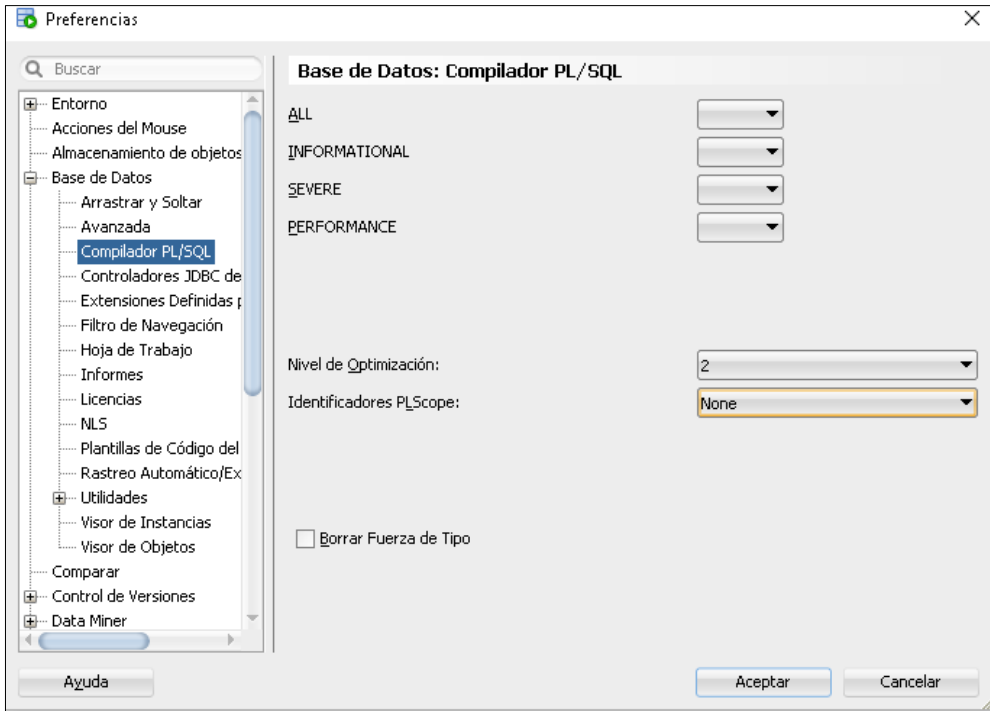 Preferencias
Buscar
Entorno
Acciones del Mouse
Almacenamiento de objetos
Base de Datos
Arrastrar y Soltar
Avanzada
Compilador PL/SQL
Controladores JDBC de
Extensiones Definidas p
Filtro de Navegación
Hoja de Trabajo
Informes
Licencias
NLS
Plantillas de Código del
Rastreo Automático/Ex
Utilidades
Visor de Instancias
Visor de Objetos
Comparar
Control de Versiones
Data Miner
Base de Datos: Compilador PL/SQL
ALL
INFORMATIONAL
SEVERE
PERFORMANCE
Nivel de Optimización: 2
Identificadores PLScope: None
Borrar Fuerza de Tipo
Ayuda
Aceptar
Cancelar